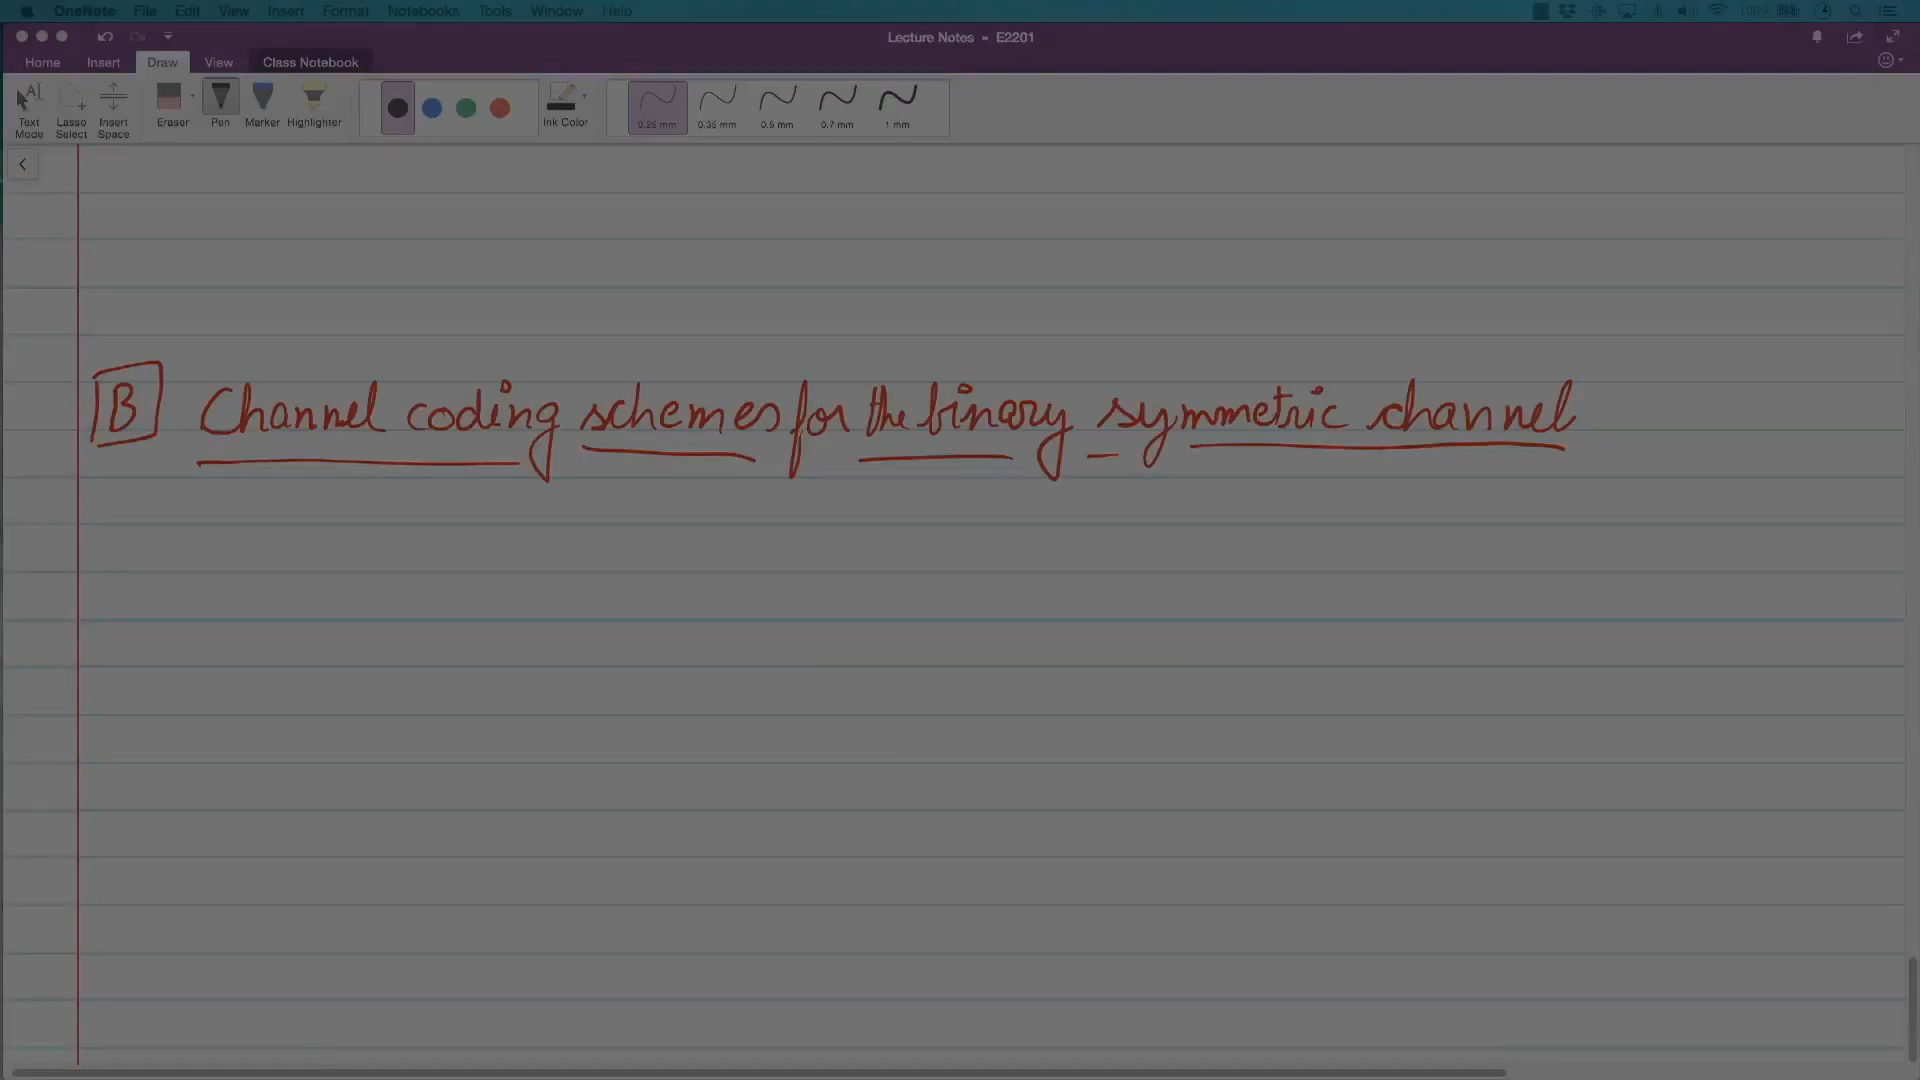 OneNote File Edit View Insert Format Notebooks Tools Window Help 100%
Lecture Notes » E2201
Home Insert Draw View Class Notebook
Text Mode Lasso Select Insert Space Eraser Pen Marker Highlighter Ink Color 0.25 mm 0.35 mm 0.5 mm 0.7 mm 1 mm
B Channel coding schemes for the binary symmetric channel